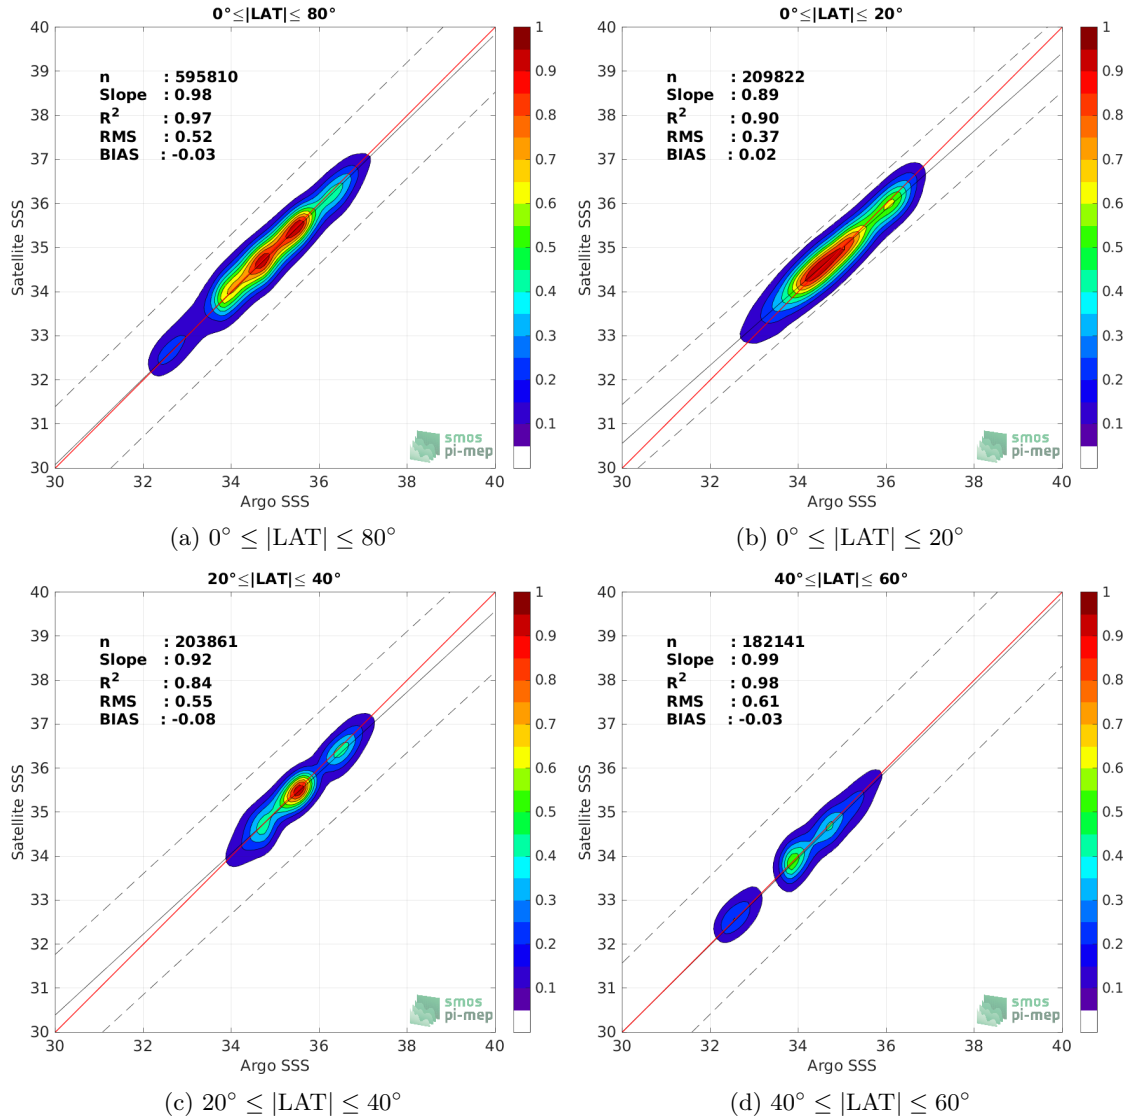 0°≤|LAT|≤ 80°
40
39
38
37
36
35
34
33
32
31
30
30
32
34
36
38
40
Satellite SSS
Argo SSS
n : 595810
Slope : 0.98
R² : 0.97
RMS : 0.52
BIAS : -0.03
smos
pi-mep
1
0.9
0.8
0.7
0.6
0.5
0.4
0.3
0.2
0.1
(a) 0° ≤ |LAT| ≤ 80°
0°≤|LAT|≤ 20°
40
39
38
37
36
35
34
33
32
31
30
30
32
34
36
38
40
Satellite SSS
Argo SSS
n : 209822
Slope : 0.89
R² : 0.90
RMS : 0.37
BIAS : 0.02
smos
pi-mep
1
0.9
0.8
0.7
0.6
0.5
0.4
0.3
0.2
0.1
(b) 0° ≤ |LAT| ≤ 20°
20°≤|LAT|≤ 40°
40
39
38
37
36
35
34
33
32
31
30
30
32
34
36
38
40
Satellite SSS
Argo SSS
n : 203861
Slope : 0.92
R² : 0.84
RMS : 0.55
BIAS : -0.08
smos
pi-mep
1
0.9
0.8
0.7
0.6
0.5
0.4
0.3
0.2
0.1
(c) 20° ≤ |LAT| ≤ 40°
40°≤|LAT|≤ 60°
40
39
38
37
36
35
34
33
32
31
30
30
32
34
36
38
40
Satellite SSS
Argo SSS
n : 182141
Slope : 0.99
R² : 0.98
RMS : 0.61
BIAS : -0.03
smos
pi-mep
1
0.9
0.8
0.7
0.6
0.5
0.4
0.3
0.2
0.1
(d) 40° ≤ |LAT| ≤ 60°